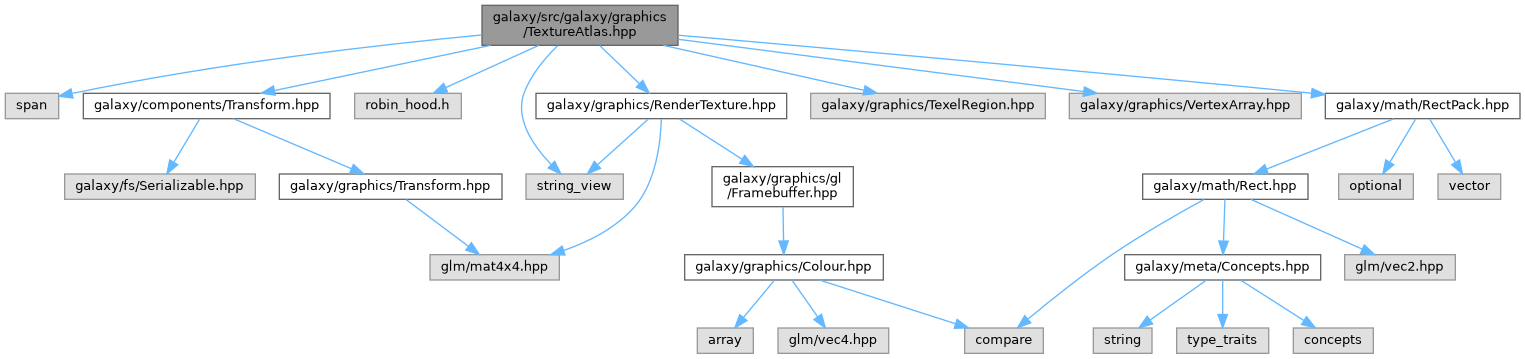 galaxy/src/galaxy/graphics
/TextureAtlas.hpp
span
galaxy/components/Transform.hpp
robin_hood.h
galaxy/graphics/RenderTexture.hpp
galaxy/graphics/TexelRegion.hpp
galaxy/graphics/VertexArray.hpp
galaxy/math/RectPack.hpp
galaxy/fs/Serializable.hpp
galaxy/graphics/Transform.hpp
string_view
galaxy/graphics/gl
/Framebuffer.hpp
galaxy/math/Rect.hpp
optional
vector
glm/mat4x4.hpp
galaxy/graphics/Colour.hpp
galaxy/meta/Concepts.hpp
glm/vec2.hpp
array
glm/vec4.hpp
compare
string
type_traits
concepts